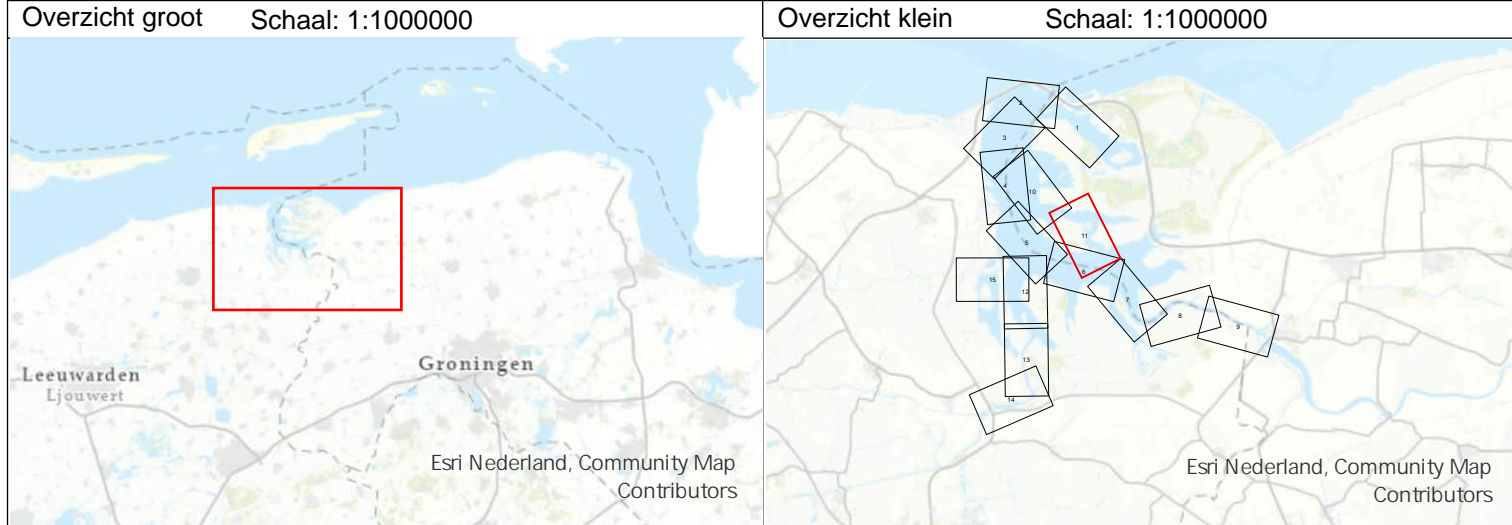 Overzicht groot
Schaal: 1:1000000
Leeuwarden
Ljouwert
Groningen
Esri Nederland, Community Map
Contributors
Overzicht klein
Schaal: 1:1000000
2
1
3
4
10
11
5
6
15
12
7
8
9
13
14
Esri Nederland, Community Map
Contributors